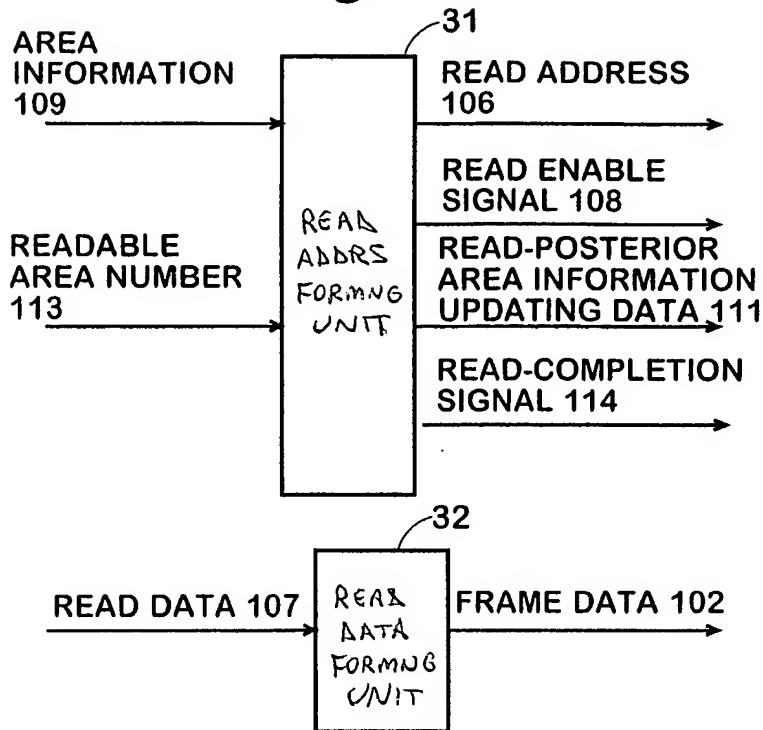 31
AREA
INFORMATION
109
READ ADDRESS
106
READ ENABLE
SIGNAL 108
READABLE
AREA NUMBER
113
READ
ADDRS
FORMNG
UNIT
READ-POSTERIOR
AREA INFORMATION
UPDATING DATA 111
READ-COMPLETION
SIGNAL 114
32
READ DATA 107
READ
DATA
FORMNG
UNIT
FRAME DATA 102